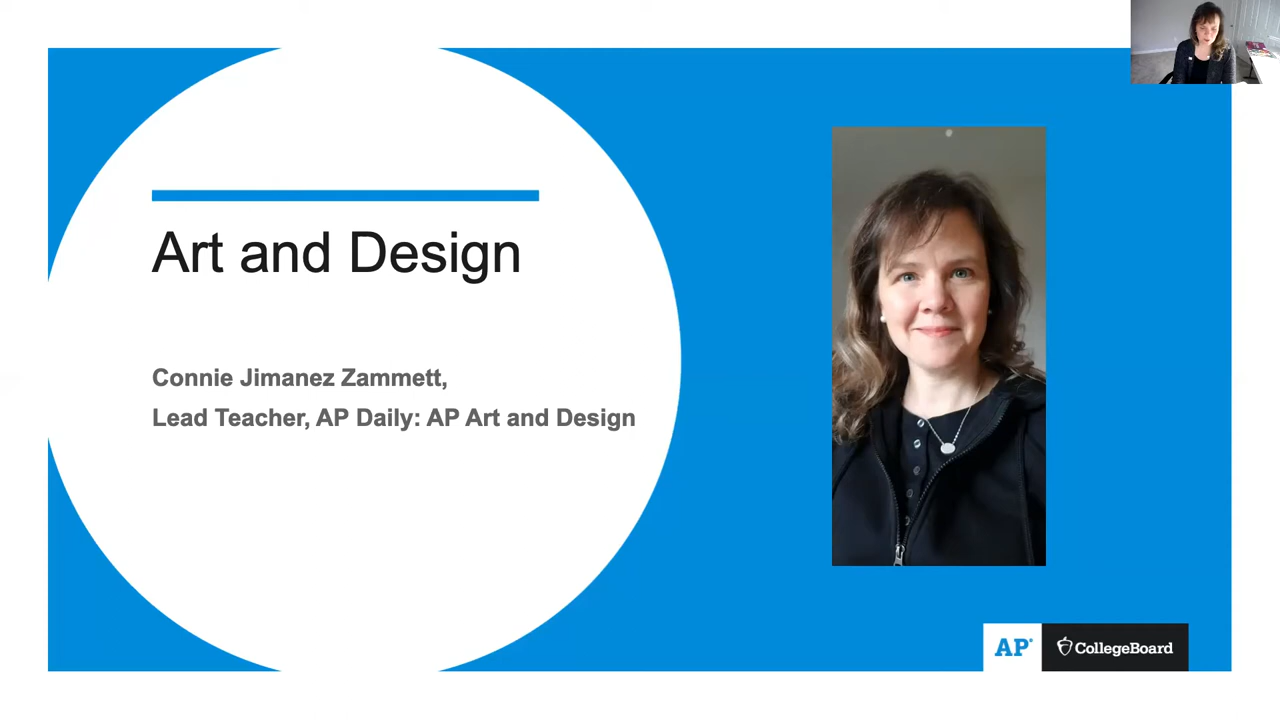 Art and Design
Connie Jimanez Zammett,
Lead Teacher, AP Daily: AP Art and Design
AP®
CollegeBoard